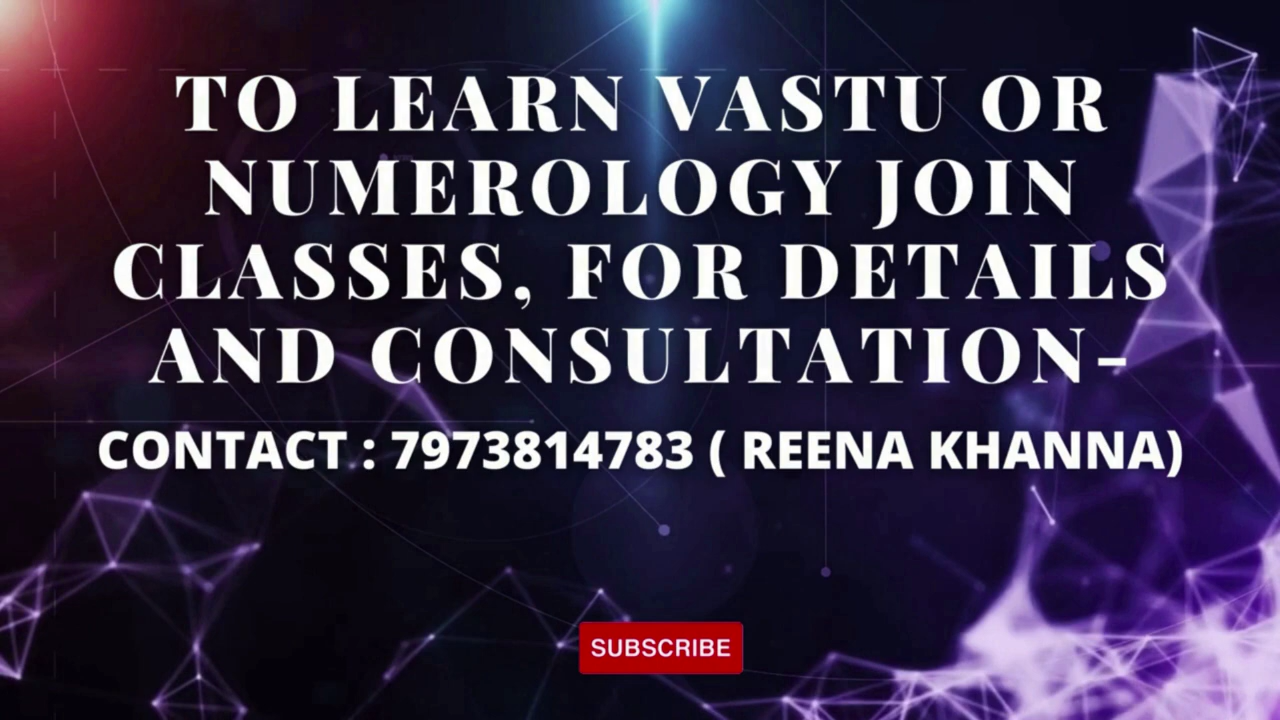 TO LEARN VASTU OR
NUMEROLOGY JOIN
CLASSES, FOR DETAILS
AND CONSULTATION-
CONTACT : 7973814783 ( REENA KHANNA)
SUBSCRIBE